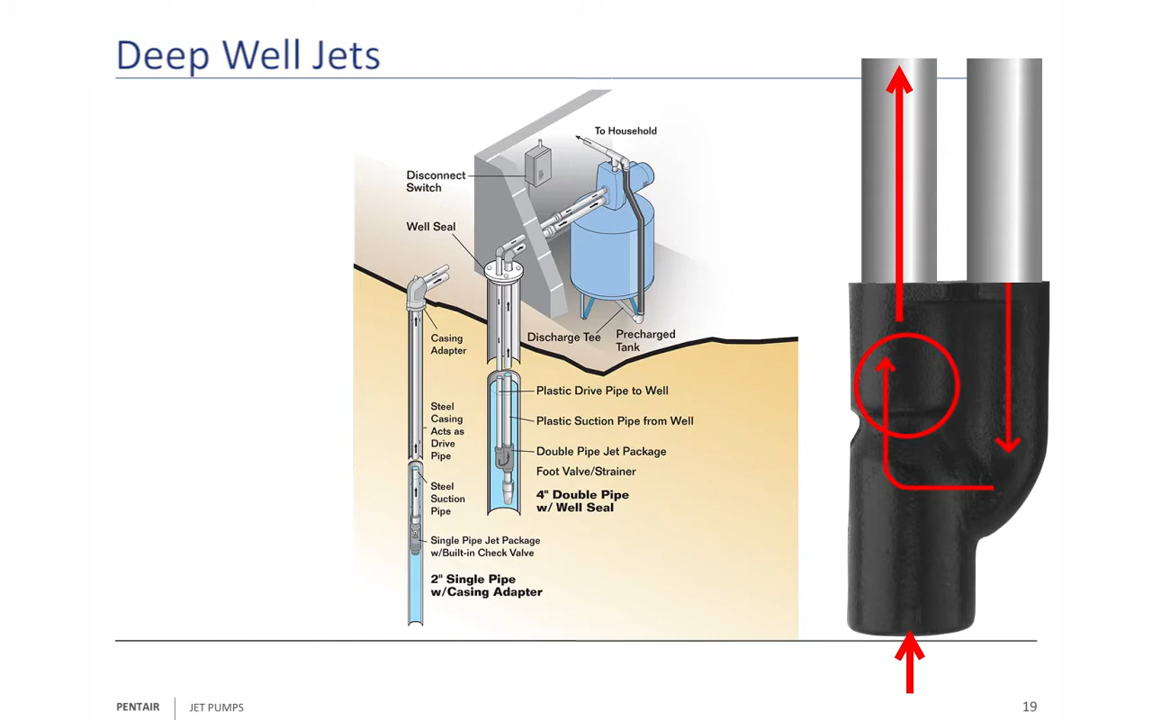 Deep Well Jets
To Household
Disconnect
Switch
Well Seal
Casing
Adapter
Discharge Tee
Precharged
Tank
Plastic Drive Pipe to Well
Steel
Casing
Acts as
Drive
Pipe
Plastic Suction Pipe from Well
Double Pipe Jet Package
Foot Valve/Strainer
Steel
Suction
Pipe
4" Double Pipe
w/ Well Seal
Single Pipe Jet Package
w/Built-in Check Valve
2" Single Pipe
w/Casing Adapter
PENTAIR
JET PUMPS
19